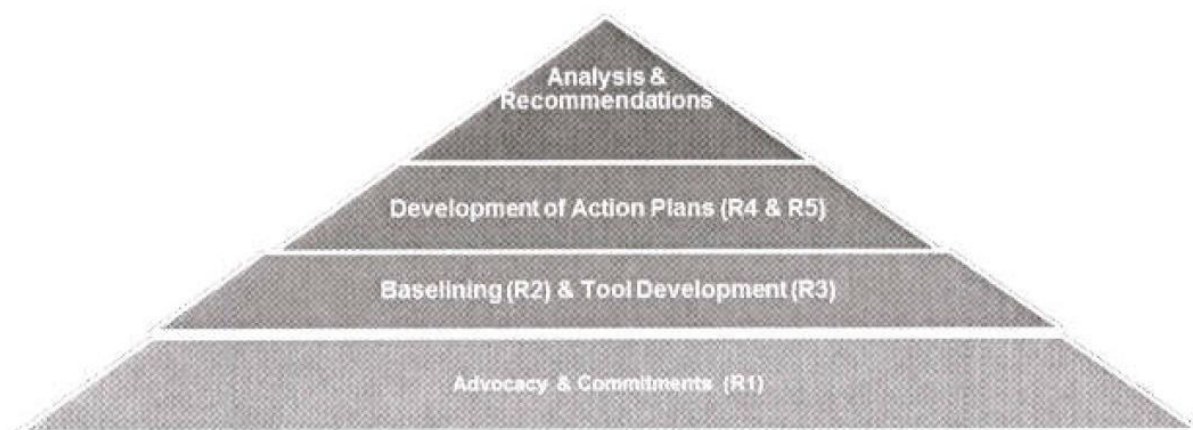 Analysis &
Recommendations
Development of Action Plans (R4 & R5)
Baselining (R2) & Tool Development (R3)
Advocacy & Commitments (R1)